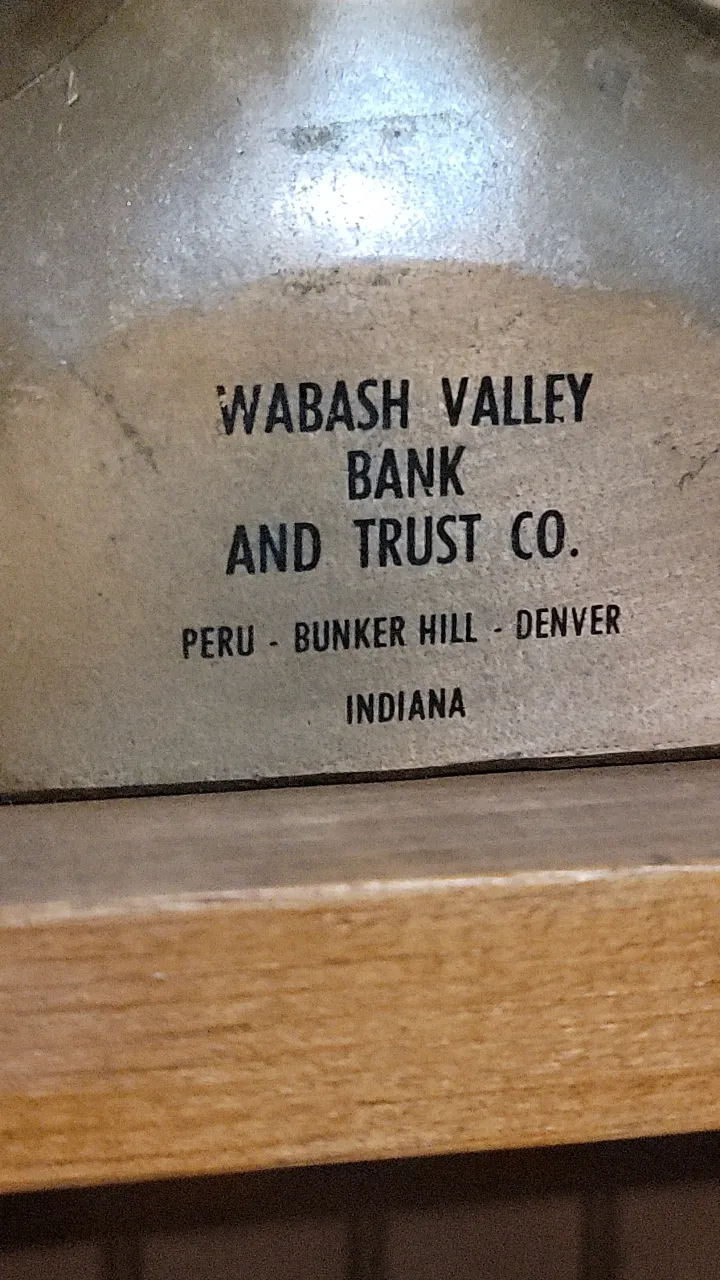 WABASH VALLEY
BANK
AND TRUST CO.
PERU - BUNKER HILL - DENVER
INDIANA